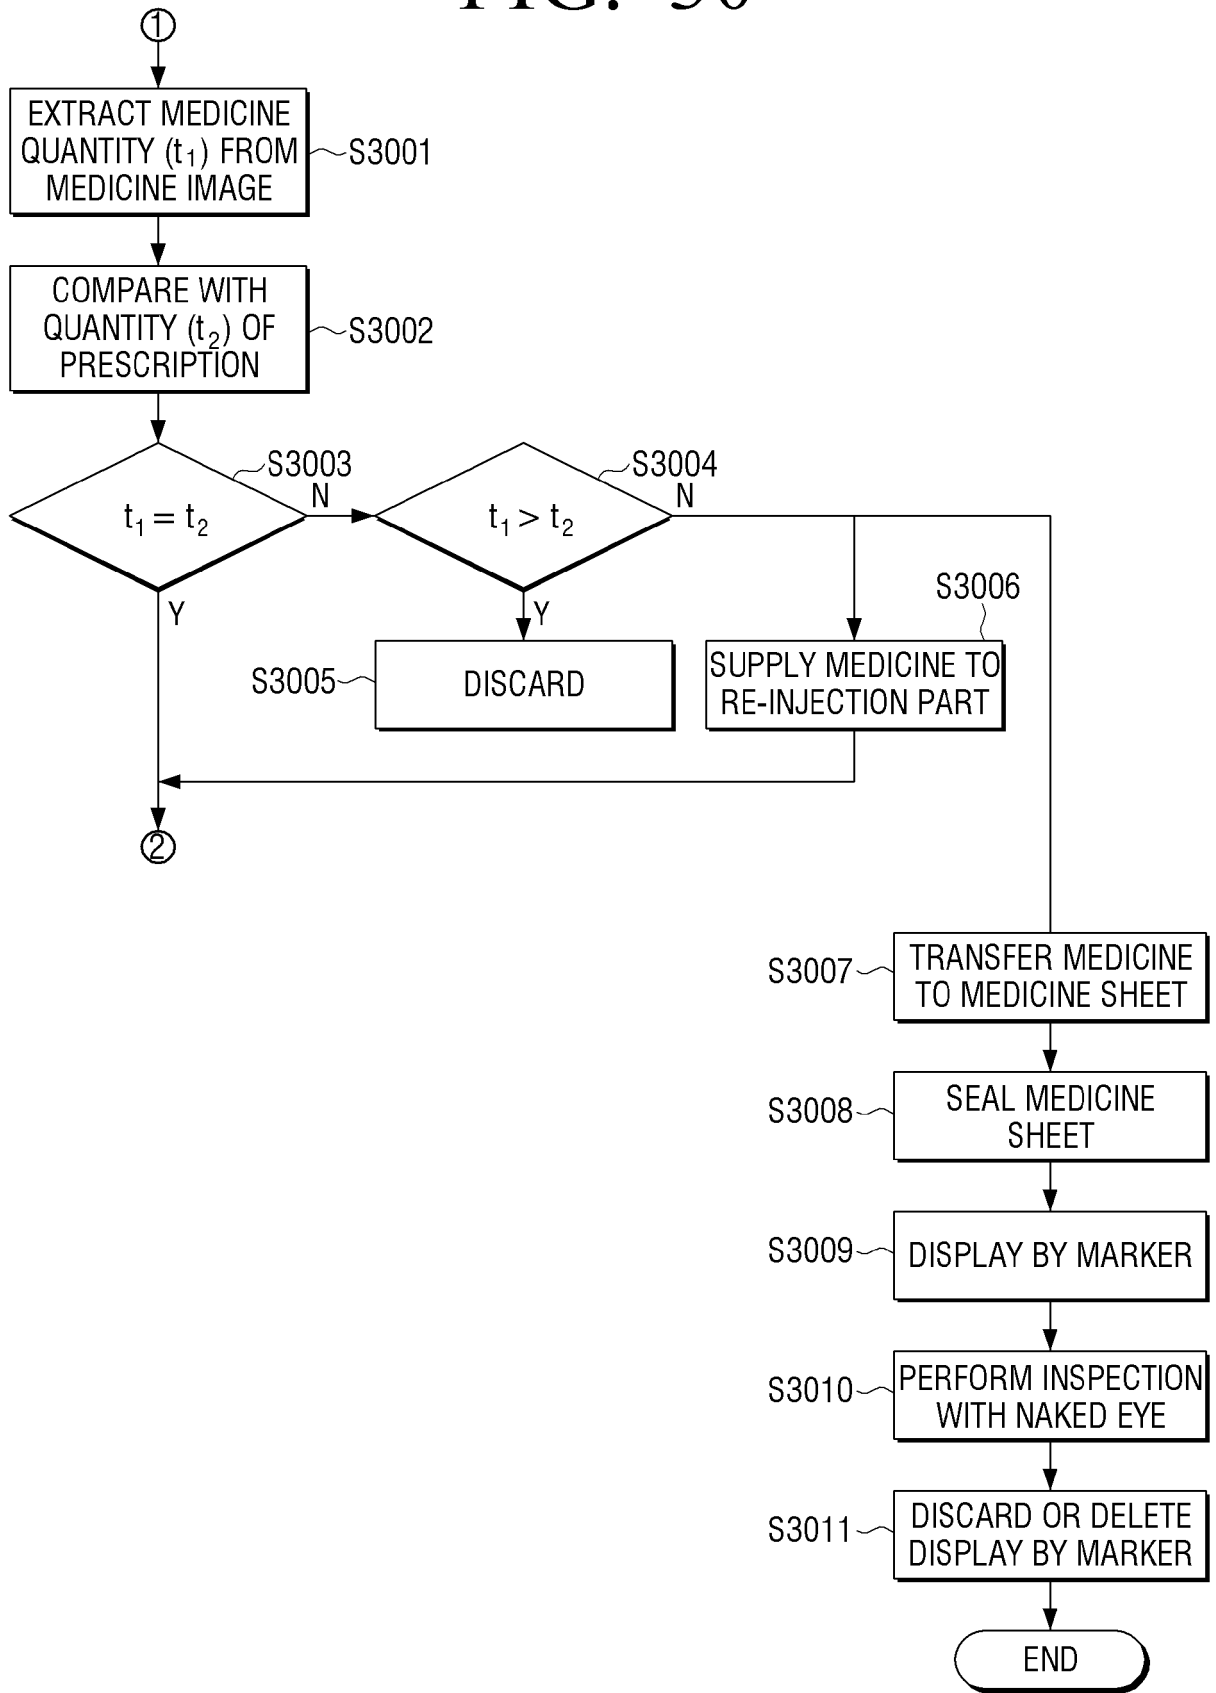 FIG. 30
①
EXTRACT MEDICINE
QUANTITY (t₁) FROM
MEDICINE IMAGE
S3001
COMPARE WITH
QUANTITY (t₂) OF
PRESCRIPTION
S3002
S3003
t₁ = t₂
N
Y
S3004
t₁ > t₂
N
Y
S3005
DISCARD
S3006
SUPPLY MEDICINE TO
RE-INJECTION PART
②
S3007
TRANSFER MEDICINE
TO MEDICINE SHEET
S3008
SEAL MEDICINE
SHEET
S3009
DISPLAY BY MARKER
S3010
PERFORM INSPECTION
WITH NAKED EYE
S3011
DISCARD OR DELETE
DISPLAY BY MARKER
END